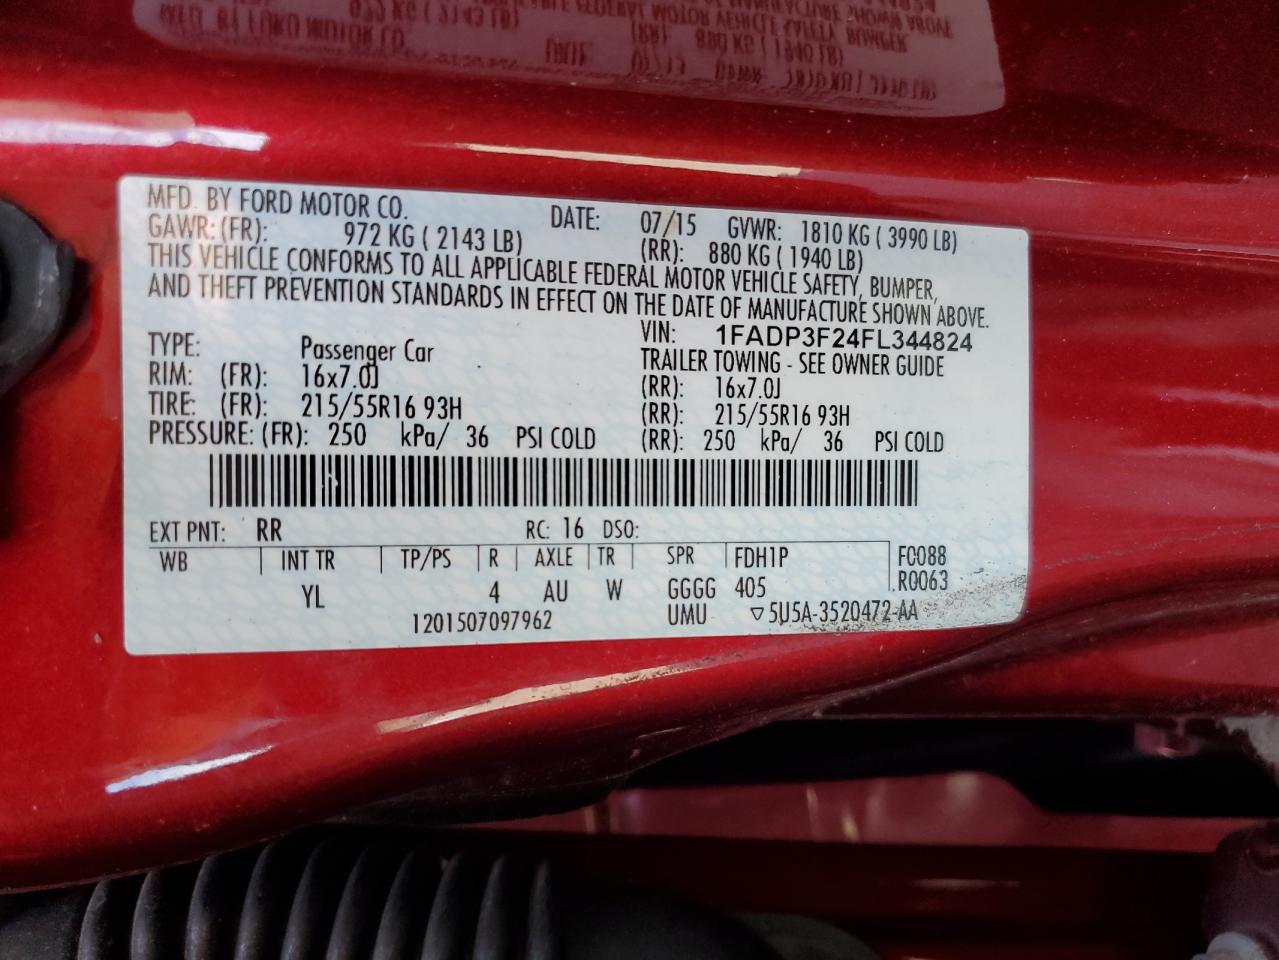 MFD. BY FORD MOTOR CO. DATE: 07/15 GVWR: 1810 KG ( 3990 LB)
GAWR: (FR): 972 KG ( 2143 LB) (RR): 880 KG ( 1940 LB)
THIS VEHICLE CONFORMS TO ALL APPLICABLE FEDERAL MOTOR VEHICLE SAFETY, BUMPER,
AND THEFT PREVENTION STANDARDS IN EFFECT ON THE DATE OF MANUFACTURE SHOWN ABOVE.
VIN: 1FADP3F24FL344824
TYPE: Passenger Car TRAILER TOWING - SEE OWNER GUIDE
RIM: (FR): 16x7.0J (RR): 16x7.0J
TIRE: (FR): 215/55R16 93H (RR): 215/55R16 93H
PRESSURE: (FR): 250 kPa/ 36 PSI COLD (RR): 250 kPa/ 36 PSI COLD
EXT PNT: RR RC: 16 DSO:
WB INT TR TP/PS R AXLE TR SPR FDH1P FC088
YL 4 AU W GGGG 405 R0063
1201507097962 UMU ▽5U5A-3520472-AA